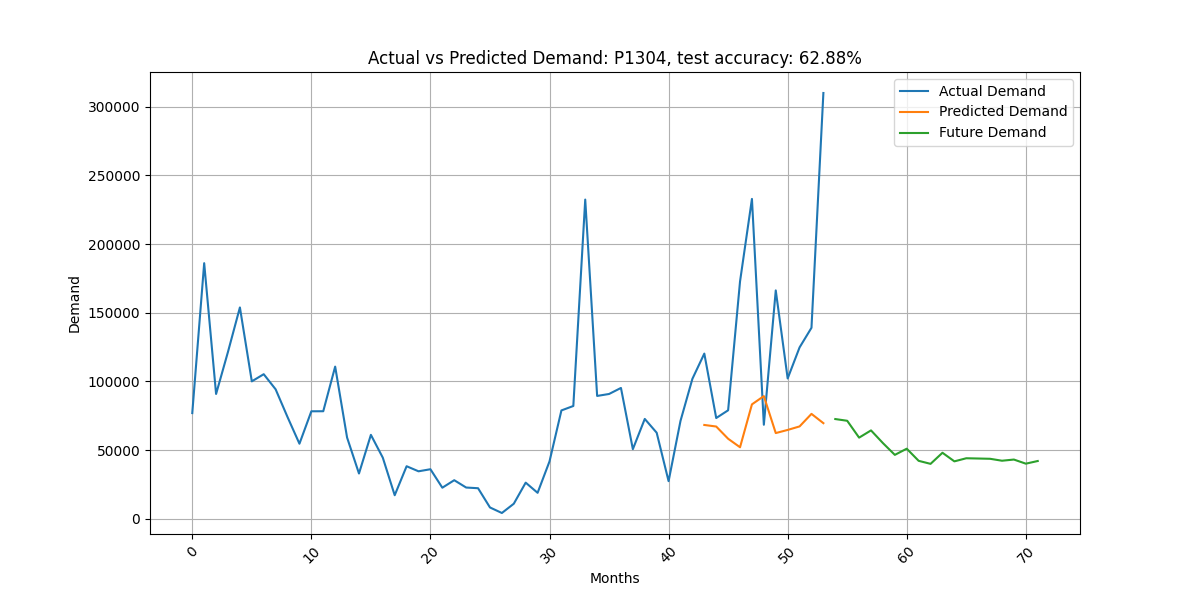 Actual vs Predicted Demand: P1304, test accuracy: 62.88%
Actual Demand
Predicted Demand
Future Demand
300000
250000
200000
150000
100000
50000
0
Demand
0 10 20 30 40 50 60 70
Months